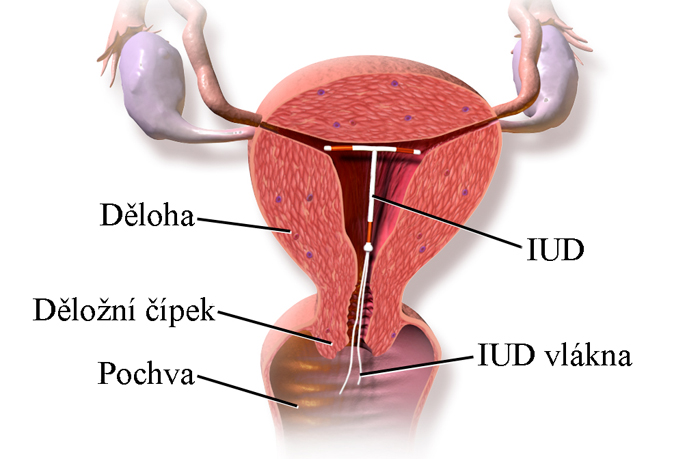 Děloha
IUD
Děložní čípek
IUD vlákna
Pochva